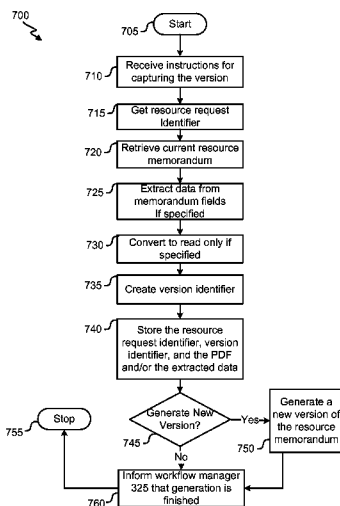 700
Start
705
Receive instructions for
capturing the version
710
Get resource request
Identifier
715
Retrieve current resource
memorandum
720
Extract data from
memorandum fields
If specified
725
Convert to read only if
specified
730
Create version identifier
735
Store the resource
request identifier, version
identifier, and the PDF
and/or the extracted data
740
Generate New
Version?
745
Yes
No
Generate a
new version of
the resource
memorandum
750
Stop
755
Inform workflow manager
325 that generation is
finished
760